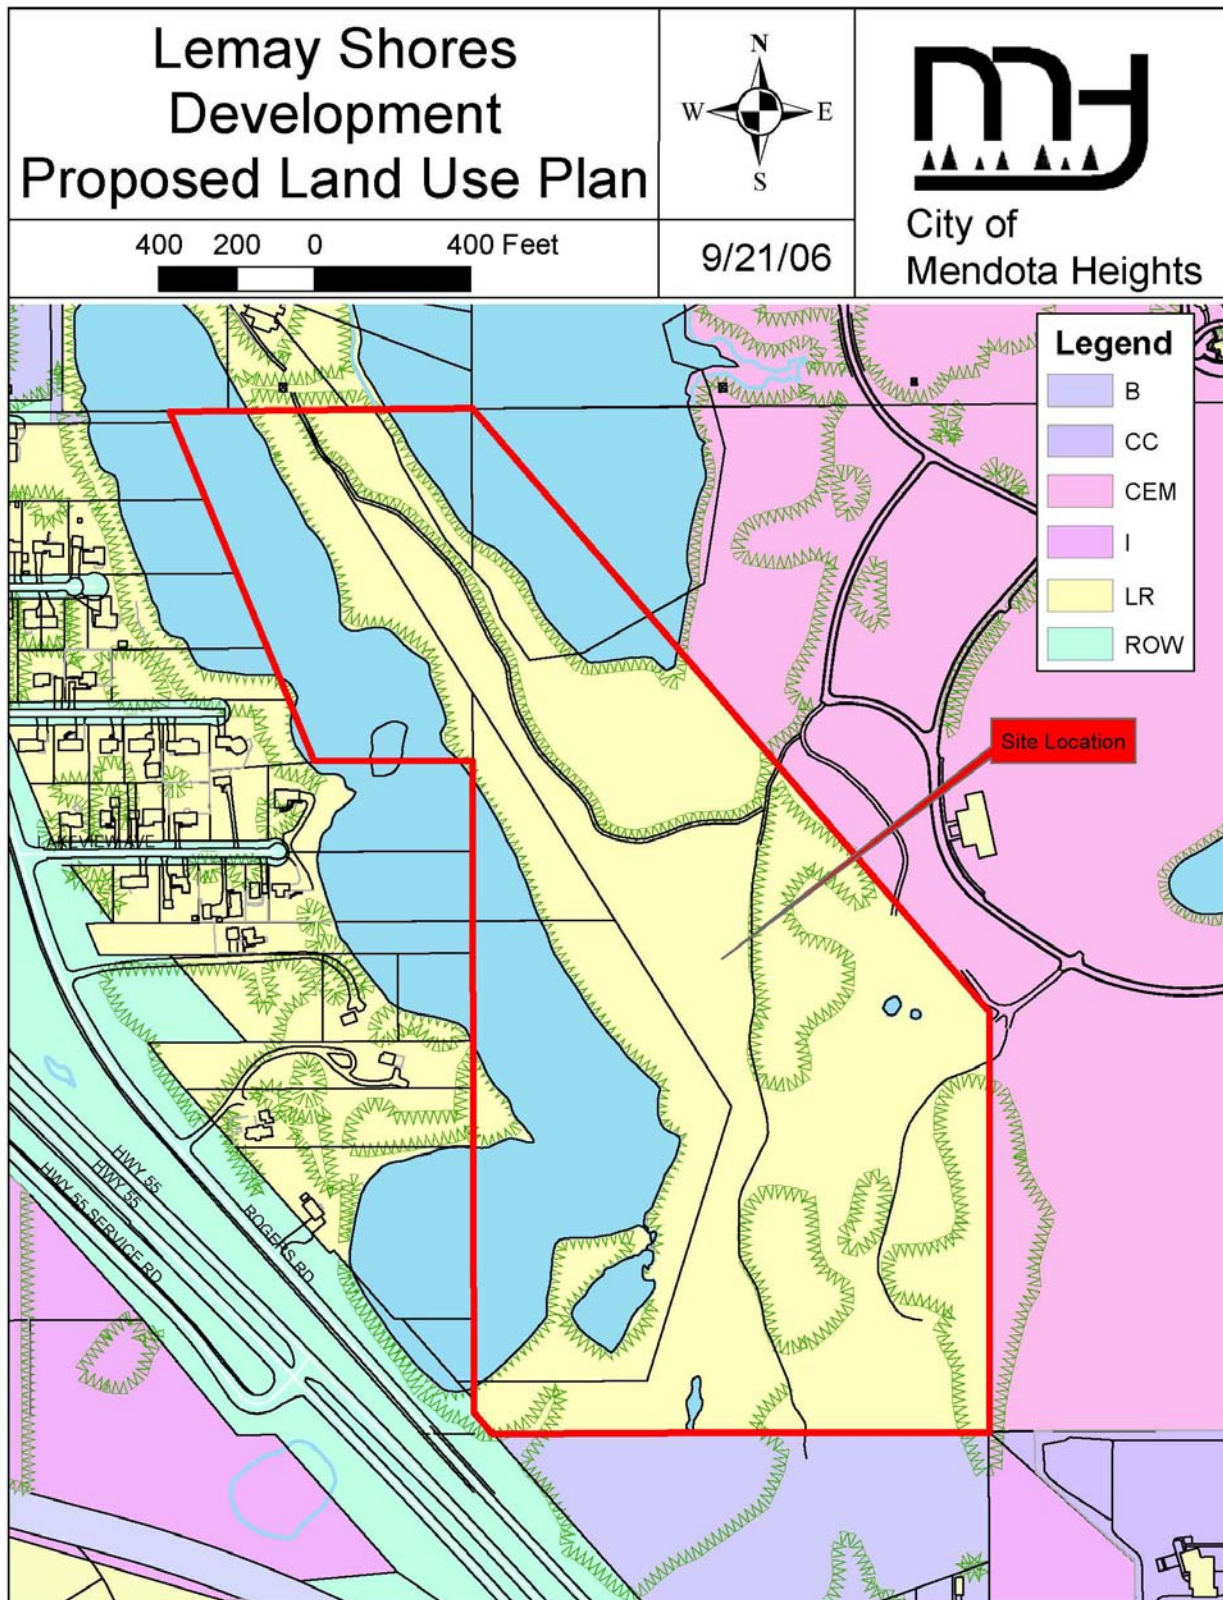 Lemay Shores
Development
Proposed Land Use Plan
N
W E
S
400 200 0 400 Feet
9/21/06
City of
Mendota Heights
Legend
B
CC
CEM
I
LR
ROW
Site Location
HWY 55
HWY 55
HWY 55 SERVICE RD
ROGERS RD